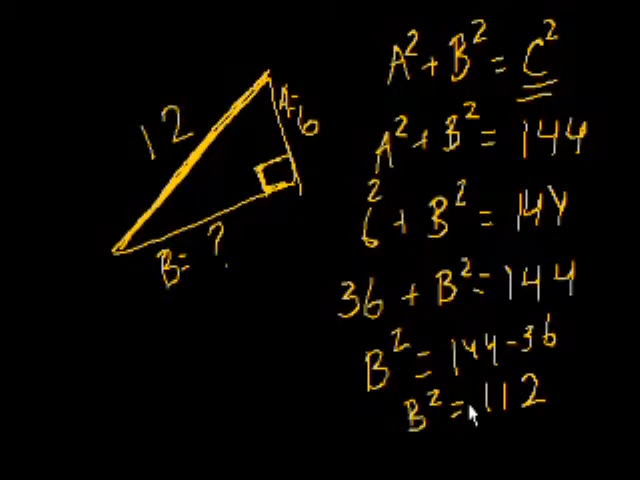 12
A=6
B= ?
A² + B² = C²
A² + B² = 144
6² + B² = 144
36 + B² = 144
B² = 144 - 36
B² = 112